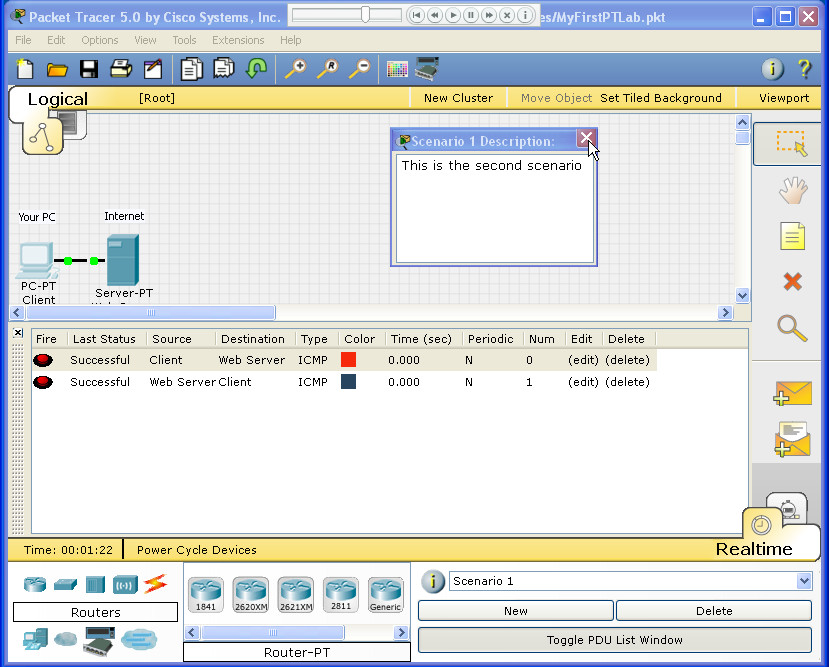 Packet Tracer 5.0 by Cisco Systems, Inc.
es/MyFirstPTLab.pkt
File Edit Options View Tools Extensions Help
Logical [Root] New Cluster Move Object Set Tiled Background Viewport
Scenario 1 Description:
This is the second scenario
Your PC Internet
PC-PT
Client
Server-PT
Fire Last Status Source Destination Type Color Time (sec) Periodic Num Edit Delete
Successful Client Web Server ICMP 0.000 N 0 (edit) (delete)
Successful Web Server Client ICMP 0.000 N 1 (edit) (delete)
Time: 00:01:22 Power Cycle Devices Realtime
Scenario 1
1841 2620XM 2621XM 2811 Generic
Routers
New Delete
Toggle PDU List Window
Router-PT